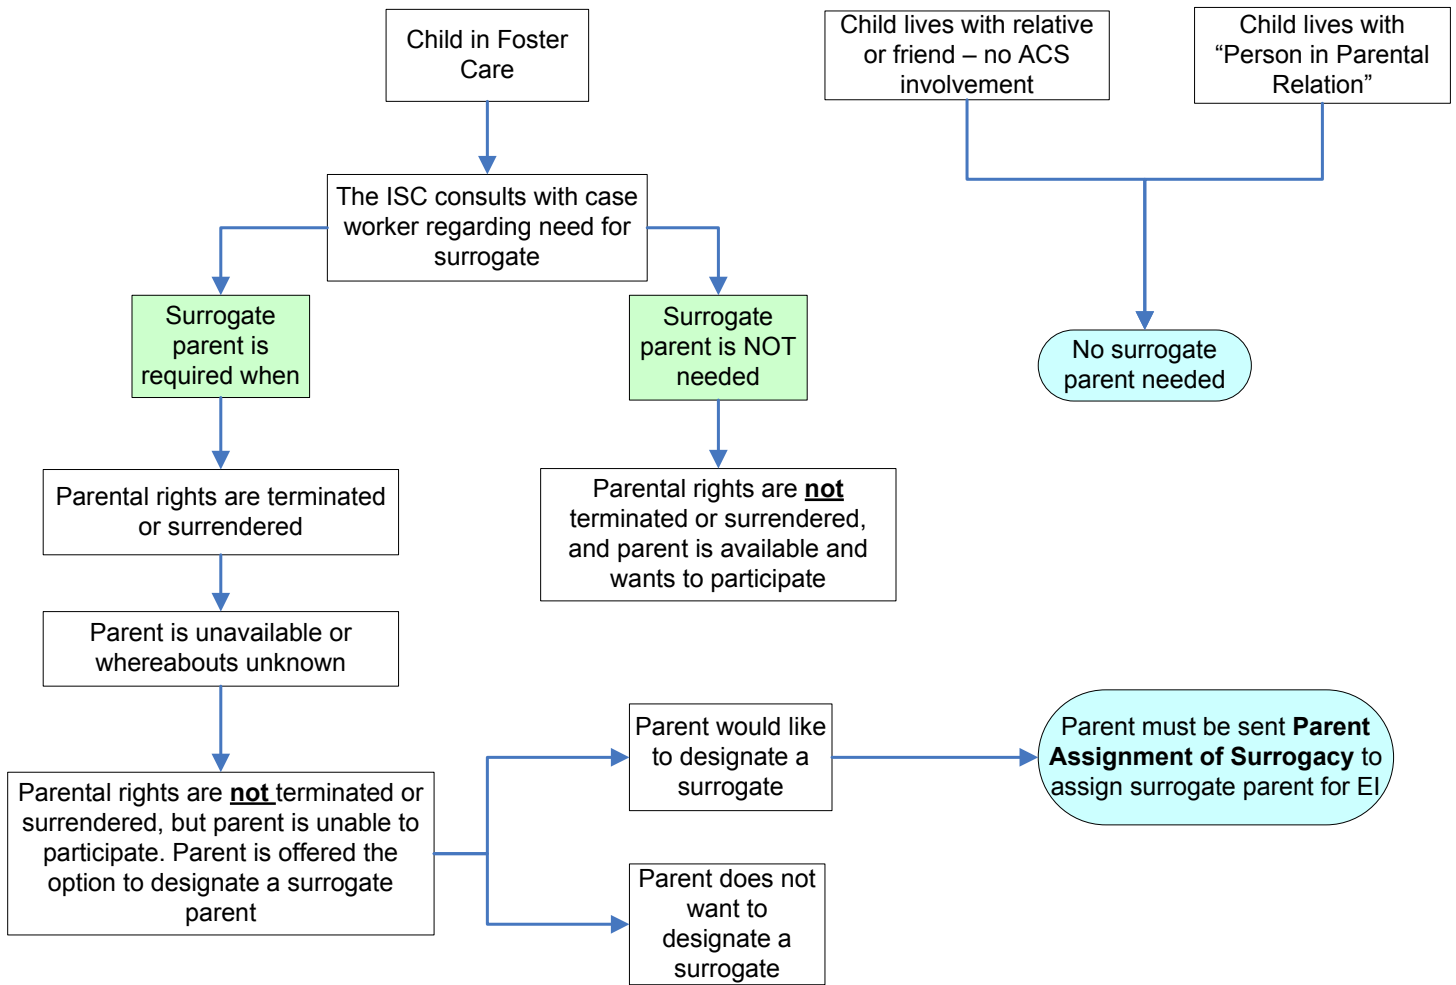 Child in Foster
Care
Child lives with relative
or friend – no ACS
involvement
Child lives with
“Person in Parental
Relation”
The ISC consults with case
worker regarding need for
surrogate
Surrogate
parent is
required when
Surrogate
parent is NOT
needed
No surrogate
parent needed
Parental rights are terminated
or surrendered
Parental rights are not
terminated or surrendered,
and parent is available and
wants to participate
Parent is unavailable or
whereabouts unknown
Parental rights are not terminated or
surrendered, but parent is unable to
participate. Parent is offered the
option to designate a surrogate
parent
Parent would like
to designate a
surrogate
Parent must be sent Parent
Assignment of Surrogacy to
assign surrogate parent for EI
Parent does not
want to
designate a
surrogate